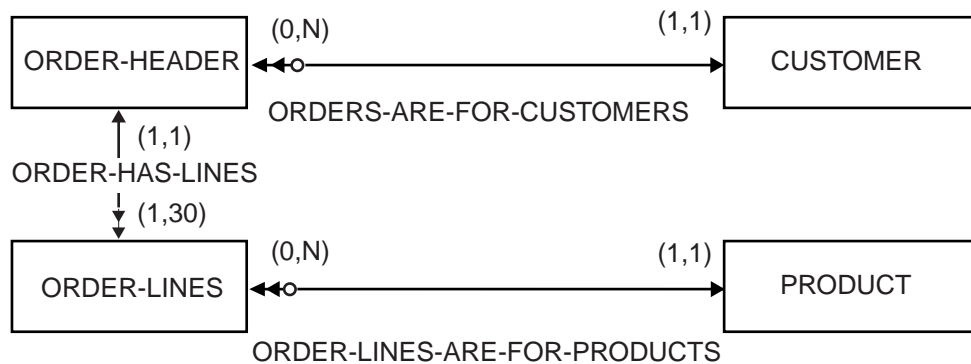 (0,N) (1,1)
ORDER-HEADER CUSTOMER
ORDERS-ARE-FOR-CUSTOMERS
(1,1)
ORDER-HAS-LINES
(1,30)
(0,N) (1,1)
ORDER-LINES PRODUCT
ORDER-LINES-ARE-FOR-PRODUCTS